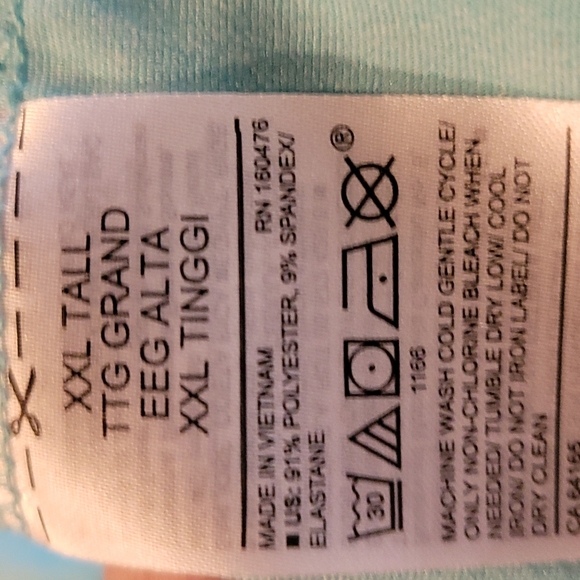 XXL TALL
TTG GRAND
EEG ALTA
XXL TINGGI
MADE IN VIETNAM RN 160476
US: 91% POLYESTER, 9% SPANDEX/
ELASTANE
30 ®
1166
MACHINE WASH COLD GENTLE CYCLE/
ONLY NON-CHLORINE BLEACH WHEN
NEEDED/ TUMBLE DRY LOW/ COOL
IRON/ DO NOT IRON LABEL/ DO NOT
DRY CLEAN